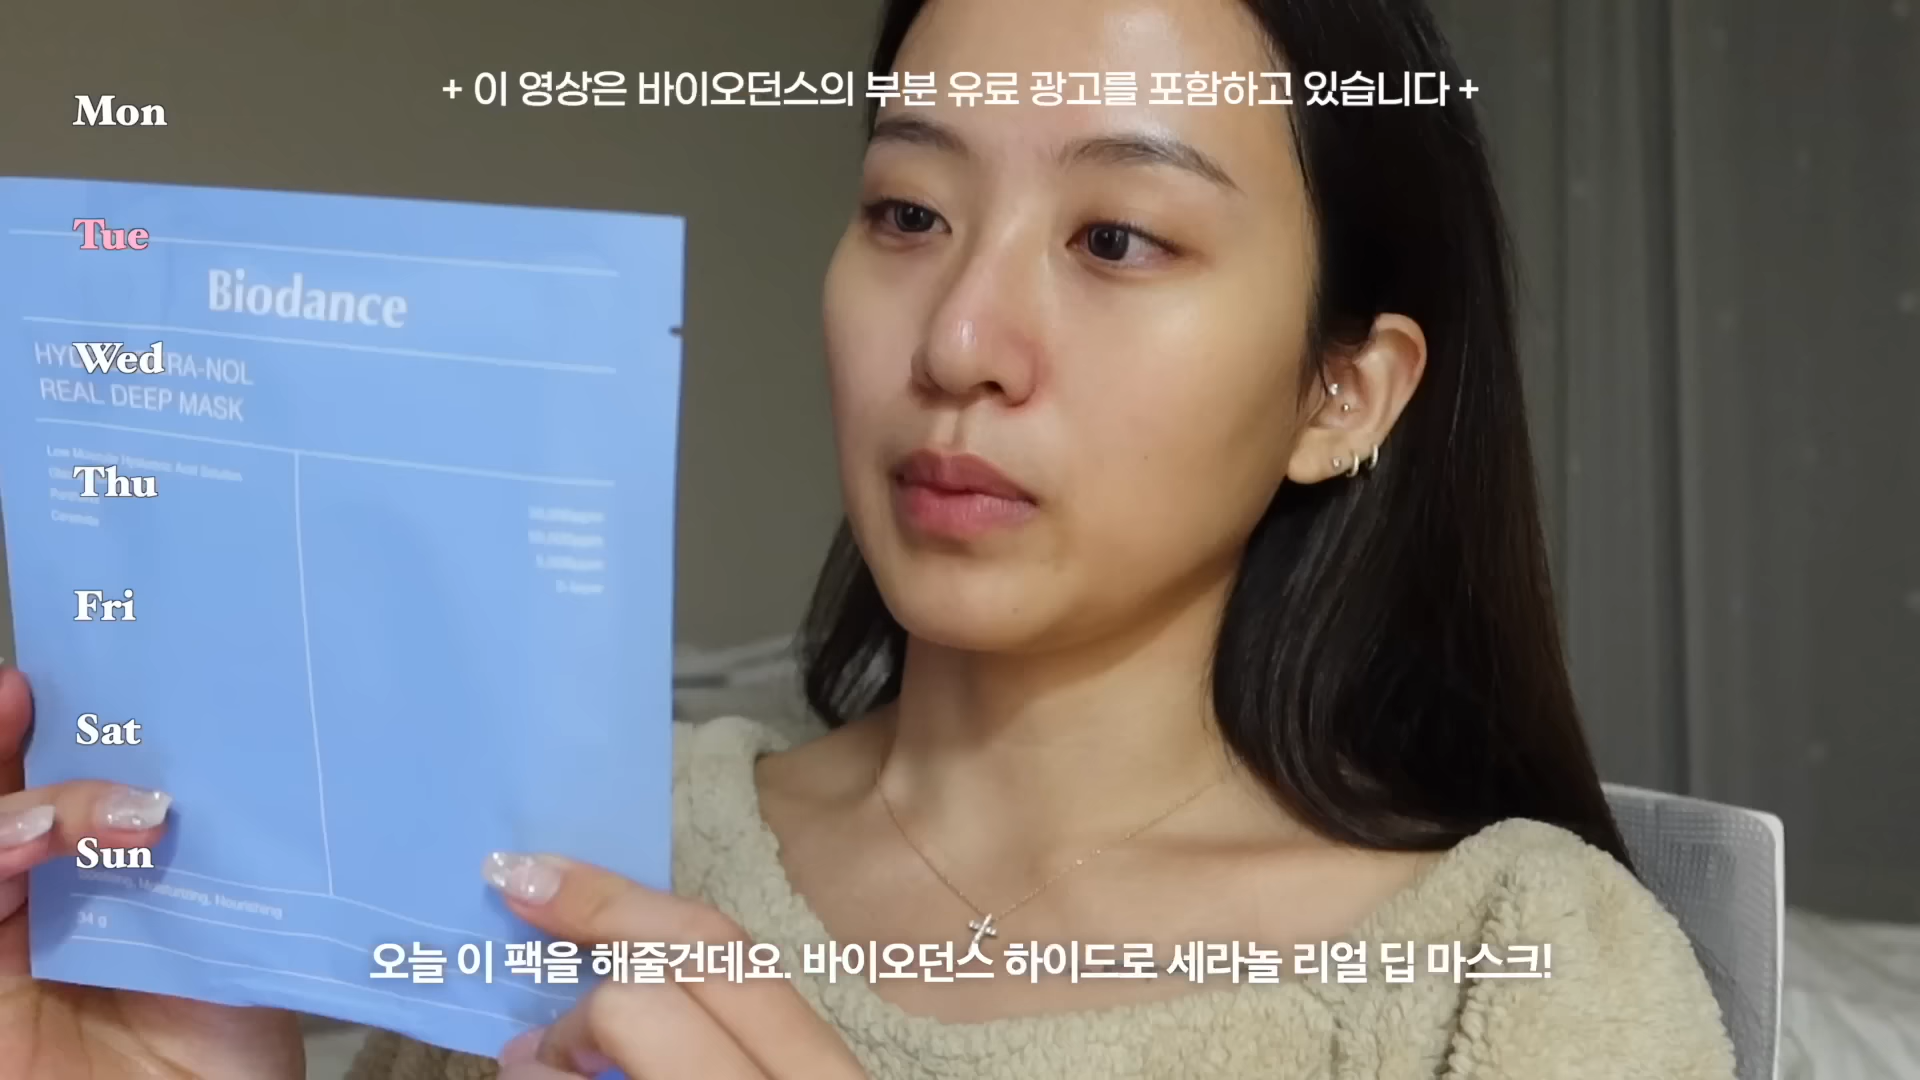 + 이 영상은 바이오던스의 부분 유료 광고를 포함하고 있습니다 +
Mon
Tue
Wed
Thu
Fri
Sat
Sun
Biodance
RA-NOL
REAL DEEP MASK
Moisturizing, Nourishing
34 g
오늘 이 팩을 해줄건데요. 바이오던스 하이드로 세라놀 리얼 딥 마스크!